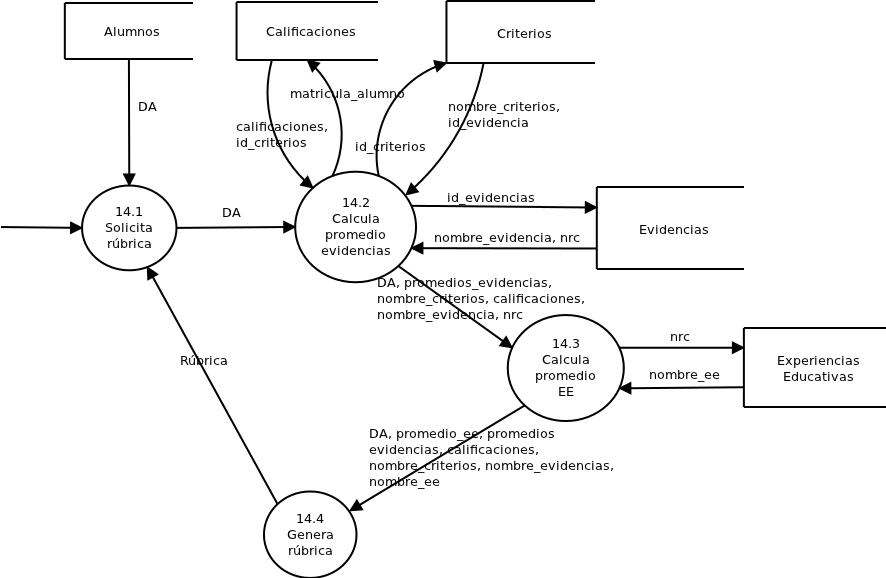 Alumnos
Calificaciones
Criterios
DA
matricula_alumno
calificaciones,
id_criterios
id_criterios
nombre_criterios,
id_evidencia
14.1
Solicita
rúbrica
DA
14.2
Calcula
promedio
evidencias
id_evidencias
nombre_evidencia, nrc
Evidencias
DA, promedios_evidencias,
nombre_criterios, calificaciones,
nombre_evidencia, nrc
14.3
Calcula
promedio
EE
nrc
nombre_ee
Experiencias
Educativas
Rúbrica
DA, promedio_ee, promedios
evidencias, calificaciones,
nombre_criterios, nombre_evidencias,
nombre_ee
14.4
Genera
rúbrica